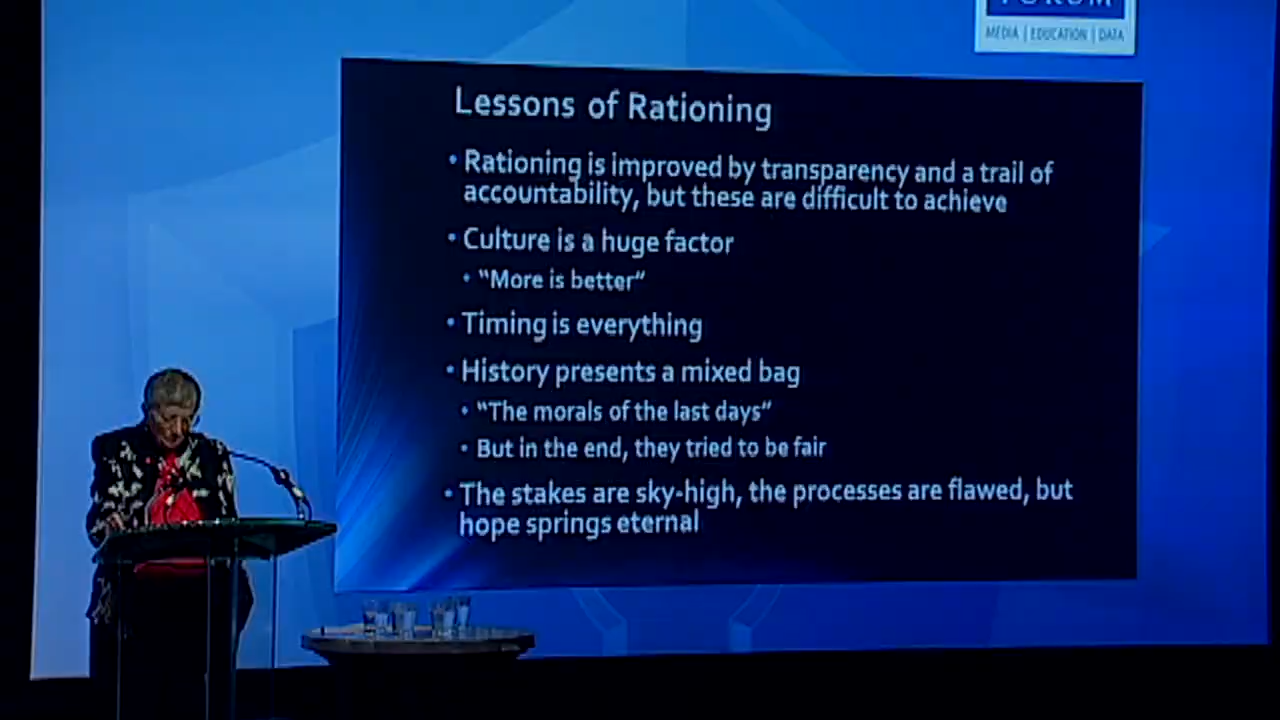 FORUM
MEDIA | EDUCATION | DATA
Lessons of Rationing
• Rationing is improved by transparency and a trail of
accountability, but these are difficult to achieve
• Culture is a huge factor
• "More is better"
• Timing is everything
• History presents a mixed bag
• "The morals of the last days"
• But in the end, they tried to be fair
• The stakes are sky-high, the processes are flawed, but
hope springs eternal